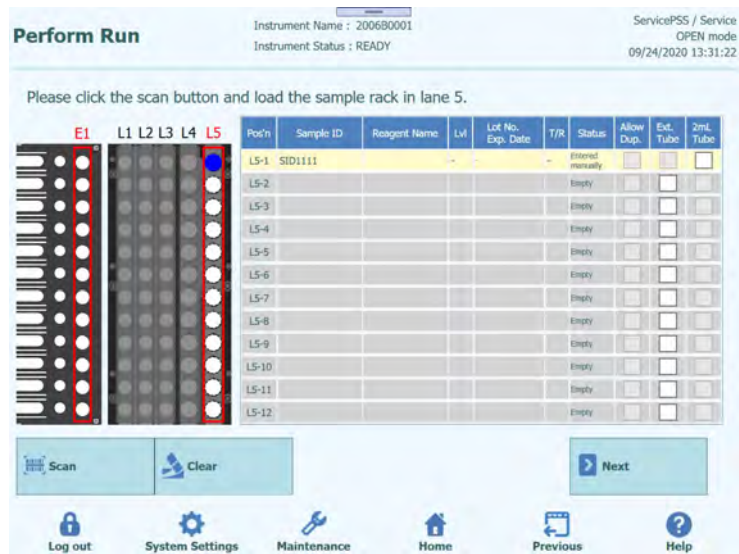 Perform Run
Instrument Name : 200680001
Instrument Status : READY
ServicePSS / Service
OPEN mode
09/24/2020 13:31:22
Please click the scan button and load the sample rack in lane 5.
E1 L1 L2 L3 L4 L5
Pos'n Sample ID Reagent Name Lvl Lot No. Exp. Date T/R Status Allow Dup. Ext. Tube 2mL Tube
L5-1 SID1111 - - - Entered manually
L5-2 Empty
L5-3 Empty
L5-4 Empty
L5-5 Empty
L5-6 Empty
L5-7 Empty
L5-8 Empty
L5-9 Empty
L5-10 Empty
L5-11 Empty
L5-12 Empty
Scan
Clear
Next
Log out
System Settings
Maintenance
Home
Previous
Help